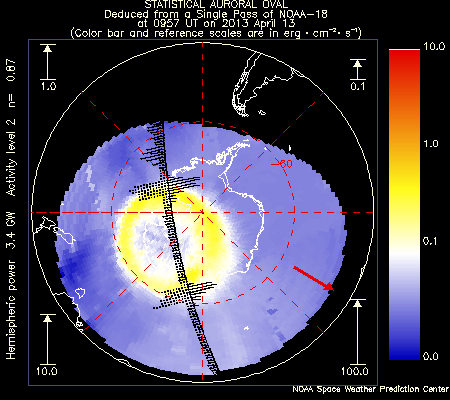 STATISTICAL AURORAL OVAL
Deduced from a Single Pass of NOAA-18
at 0957 UT on 2013 April 13
(Color bar and reference scales are in erg · cm⁻² · s⁻¹)
1.0
0.1
10.0
1.0
0.1
0.0
-60
Hemispheric power 3.4 GW Activity level 2 n= 0.87
10.0
100.0
NOAA Space Weather Prediction Center